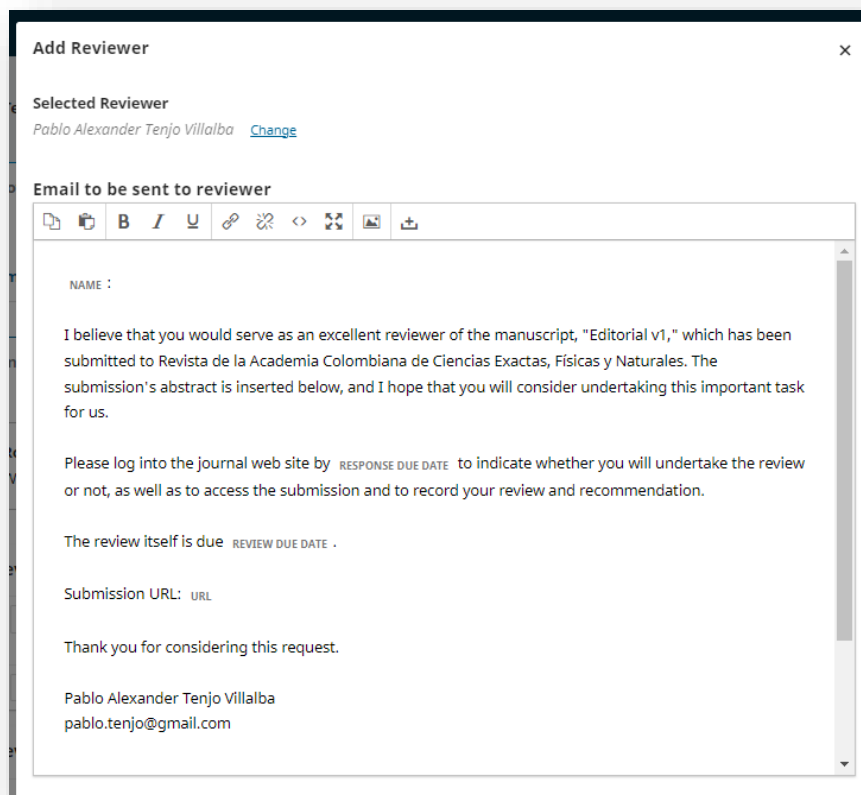 Add Reviewer
Selected Reviewer
Pablo Alexander Tenjo Villalba Change
Email to be sent to reviewer
NAME :
I believe that you would serve as an excellent reviewer of the manuscript, "Editorial v1," which has been
submitted to Revista de la Academia Colombiana de Ciencias Exactas, Físicas y Naturales. The
submission's abstract is inserted below, and I hope that you will consider undertaking this important task
for us.
Please log into the journal web site by RESPONSE DUE DATE to indicate whether you will undertake the review
or not, as well as to access the submission and to record your review and recommendation.
The review itself is due REVIEW DUE DATE .
Submission URL: URL
Thank you for considering this request.
Pablo Alexander Tenjo Villalba
pablo.tenjo@gmail.com